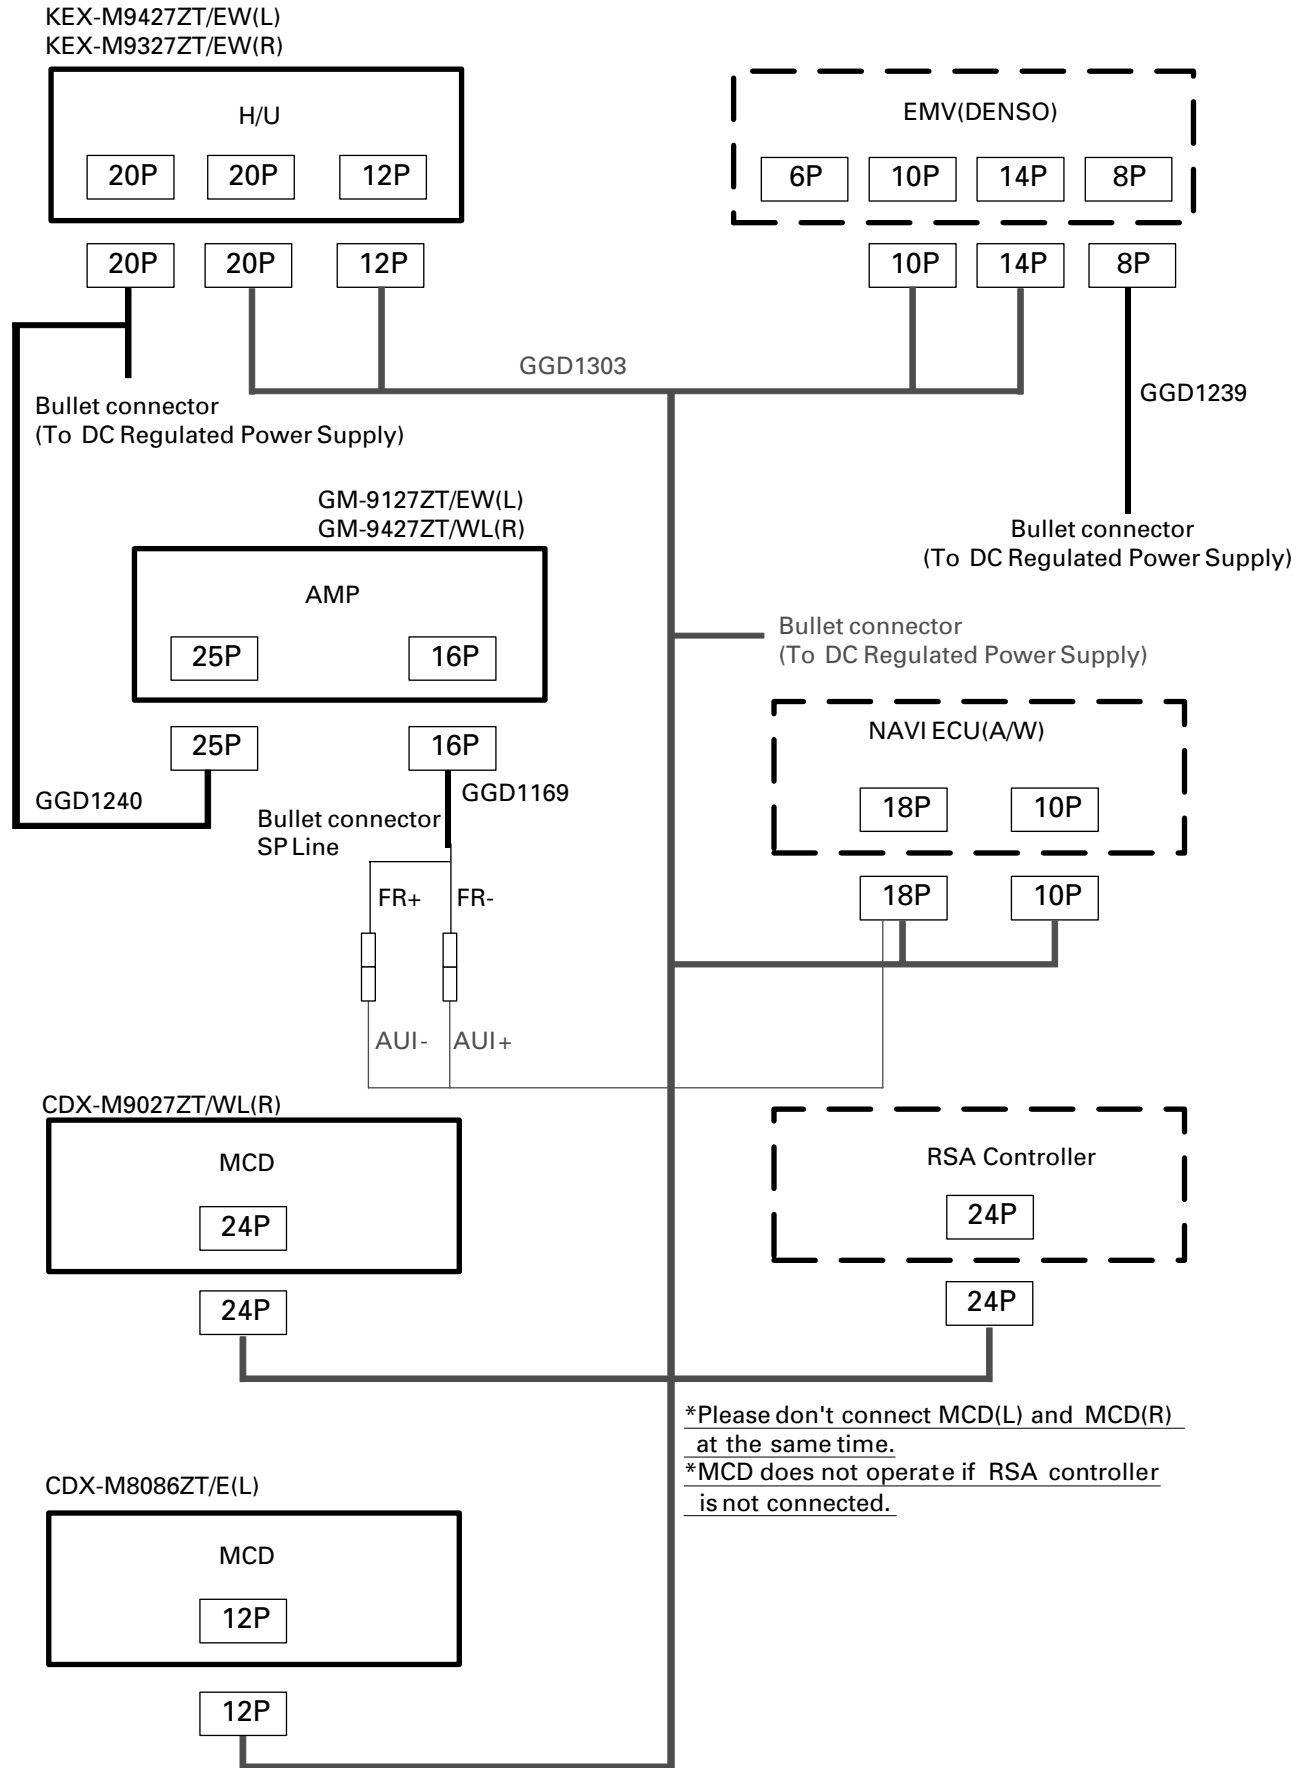 KEX-M9427ZT/EW(L)
KEX-M9327ZT/EW(R)
H/U
20P
20P
12P
20P
20P
12P
EMV(DENSO)
6P
10P
14P
8P
10P
14P
8P
GGD1303
GGD1239
Bullet connector
(To DC Regulated Power Supply)
Bullet connector
(To DC Regulated Power Supply)
GM-9127ZT/EW(L)
GM-9427ZT/WL(R)
AMP
25P
16P
25P
16P
GGD1240
GGD1169
Bullet connector
SP Line
FR+
FR-
AUI-
AUI+
Bullet connector
(To DC Regulated Power Supply)
NAVI ECU(A/W)
18P
10P
18P
10P
CDX-M9027ZT/WL(R)
MCD
24P
24P
RSA Controller
24P
24P
*Please don't connect MCD(L) and MCD(R)
at the same time.
*MCD does not operate if RSA controller
is not connected.
CDX-M8086ZT/E(L)
MCD
12P
12P